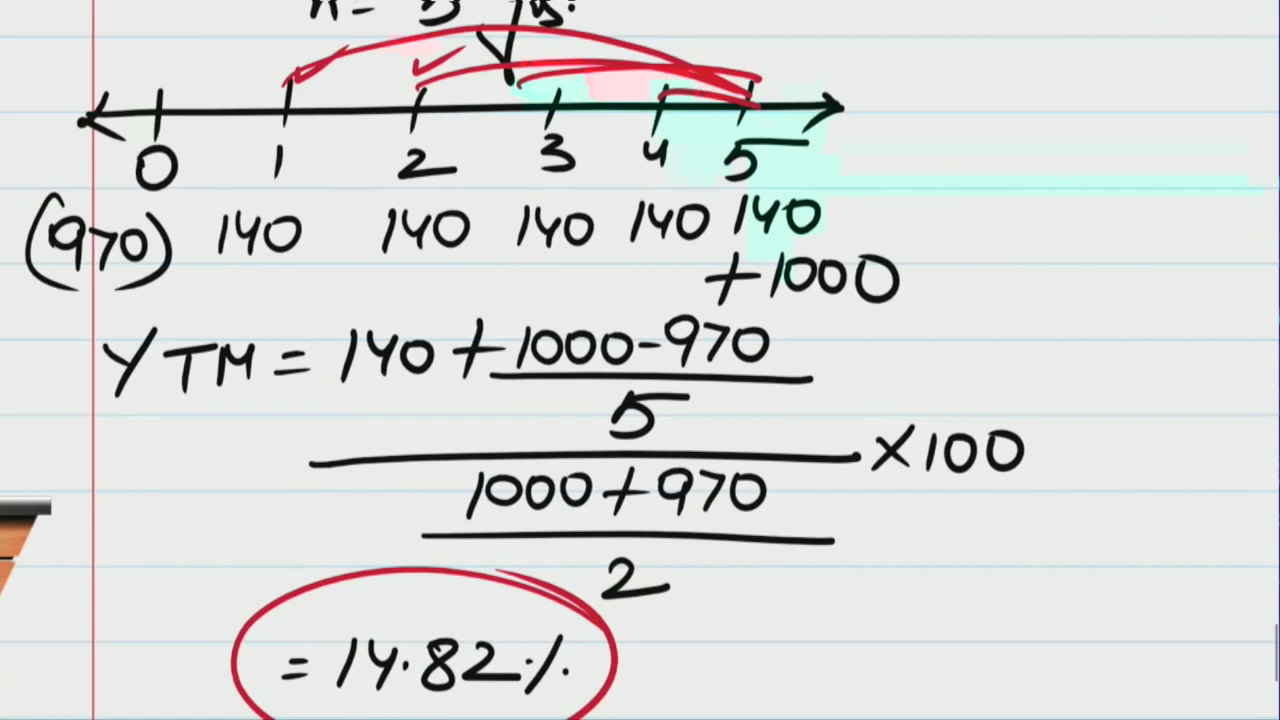 0 1 2 3 4 5
(970) 140 140 140 140 140
+1000
YTM = 140 + 1000-970
5
×100
1000+970
2
= 14.82%